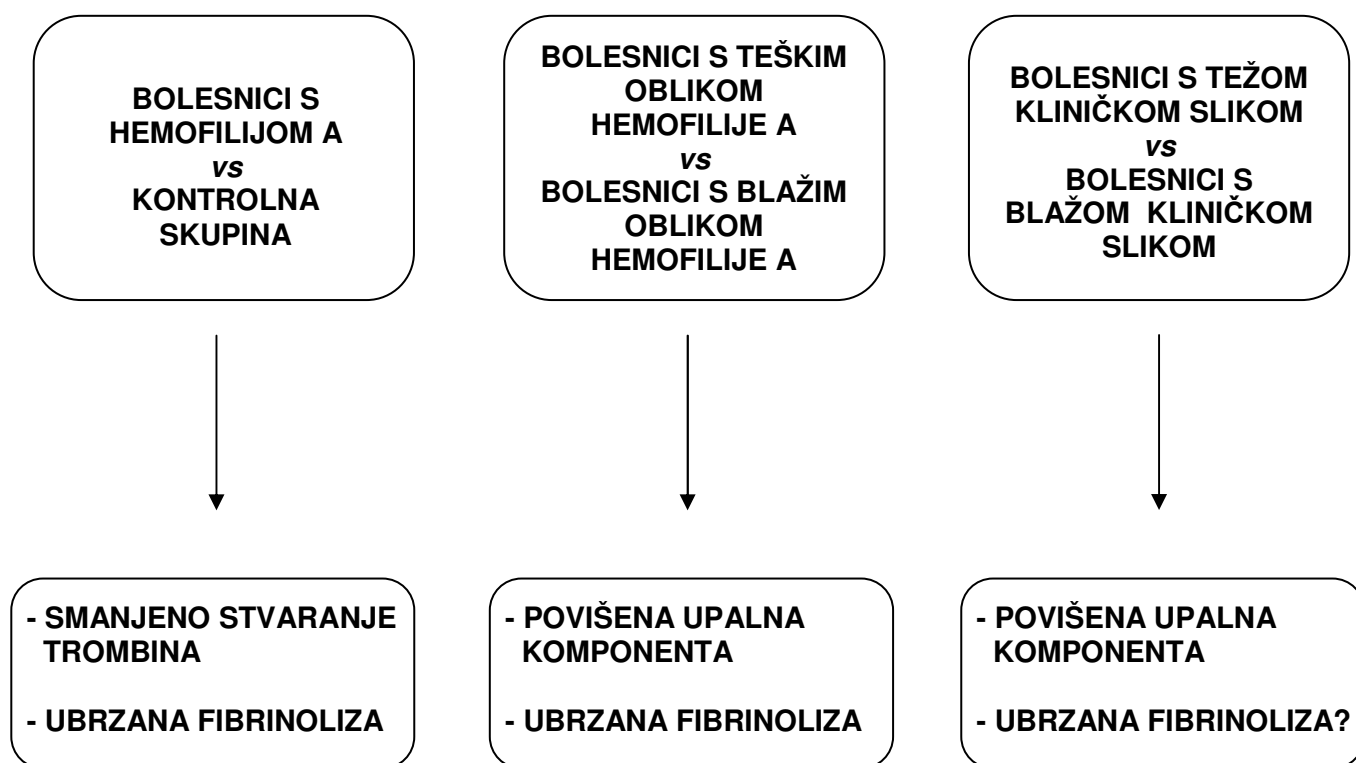 BOLESNICI S
HEMOFILIJOM A
vs
KONTROLNA
SKUPINA
BOLESNICI S TEŠKIM
OBLIKOM
HEMOFILIJE A
vs
BOLESNICI S BLAŽIM
OBLIKOM
HEMOFILIJE A
BOLESNICI S TEŽOM
KLINIČKOM SLIKOM
vs
BOLESNICI S
BLAŽOM KLINIČKOM
SLIKOM
- SMANJENO STVARANJE
TROMBINA
- UBRZANA FIBRINOLIZA
- POVIŠENA UPALNA
KOMPONENTA
- UBRZANA FIBRINOLIZA
- POVIŠENA UPALNA
KOMPONENTA
- UBRZANA FIBRINOLIZA?